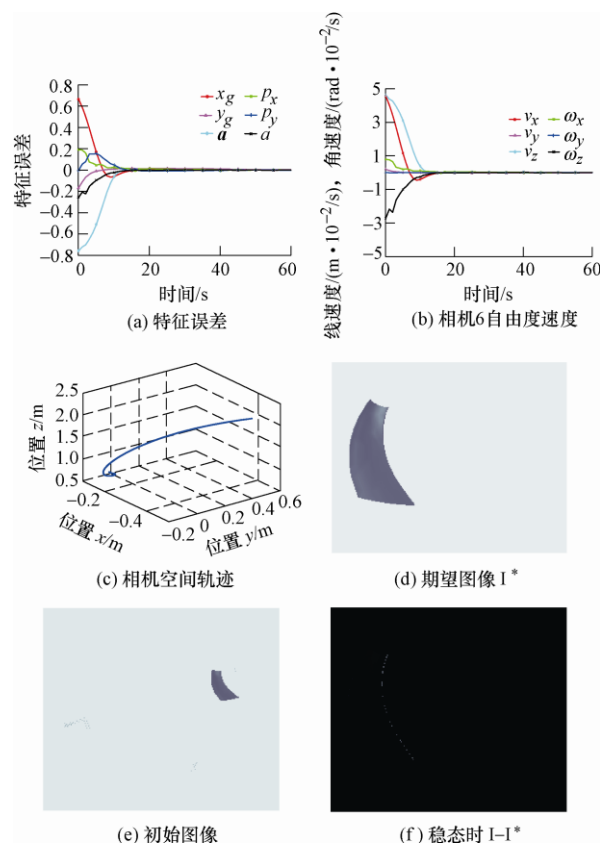 特征误差
0.8
0.6
0.4
0.2
0
−0.2
−0.4
−0.6
−0.8
x_g p_x
y_g p_y
a a
0 20 40 60
时间/s
(a) 特征误差
线速度/(m·10⁻²/s), 角速度/(rad·10⁻²/s)
5
3
1
0
−1
−3
−5
v_x ω_x
v_y ω_y
v_z ω_z
0 20 40 60
时间/s
(b) 相机6自由度速度
位置 z/m
2.5
2.0
1.5
1.0
0.5
−0.2
−0.4
位置 x/m
−0.2 0 0.2 0.4 0.6
位置 y/m
(c) 相机空间轨迹
(d) 期望图像 I*
(e) 初始图像
(f) 稳态时 I–I*